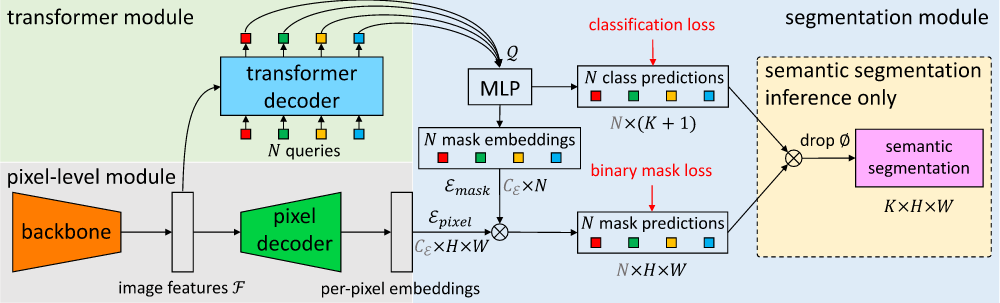 transformer module
transformer
decoder
N queries
pixel-level module
backbone
image features ℱ
pixel
decoder
per-pixel embeddings
segmentation module
𝒬
MLP
N mask embeddings
ℰ_mask C_ℰ×N
ℰ_pixel
C_ℰ×H×W
classification loss
N class predictions
N×(K + 1)
binary mask loss
N mask predictions
N×H×W
semantic segmentation
inference only
drop ∅
semantic
segmentation
K×H×W